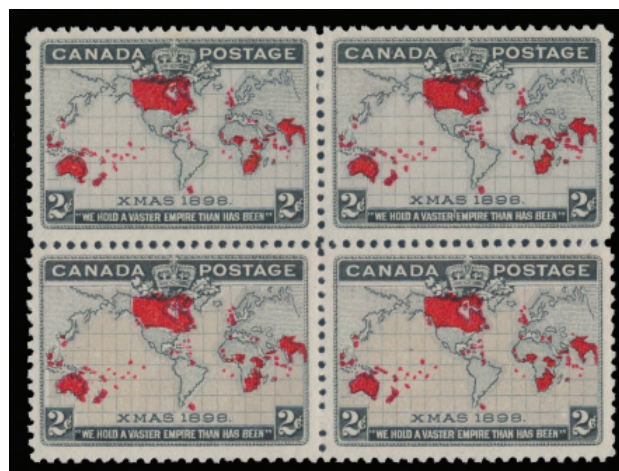 CANADA POSTAGE
XMAS 1898.
2¢ 2¢
"WE HOLD A VASTER EMPIRE THAN HAS BEEN"
CANADA POSTAGE
XMAS 1898.
2¢ 2¢
"WE HOLD A VASTER EMPIRE THAN HAS BEEN"
CANADA POSTAGE
XMAS 1898.
2¢ 2¢
"WE HOLD A VASTER EMPIRE THAN HAS BEEN"
CANADA POSTAGE
XMAS 1898.
2¢ 2¢
"WE HOLD A VASTER EMPIRE THAN HAS BEEN"